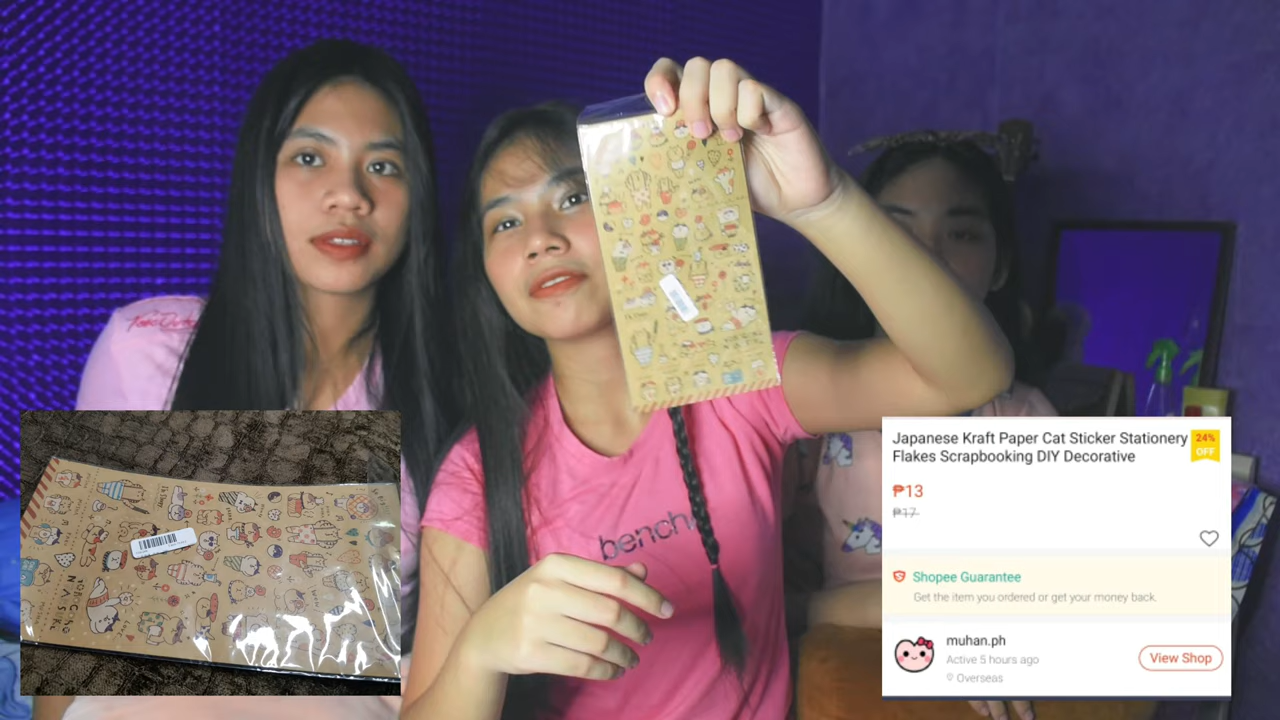 bench
Japanese Kraft Paper Cat Sticker Stationery
Flakes Scrapbooking DIY Decorative
24%
OFF
₱13
₱17
Shopee Guarantee
Get the item you ordered or get your money back.
muhan.ph
Active 5 hours ago
Overseas
View Shop